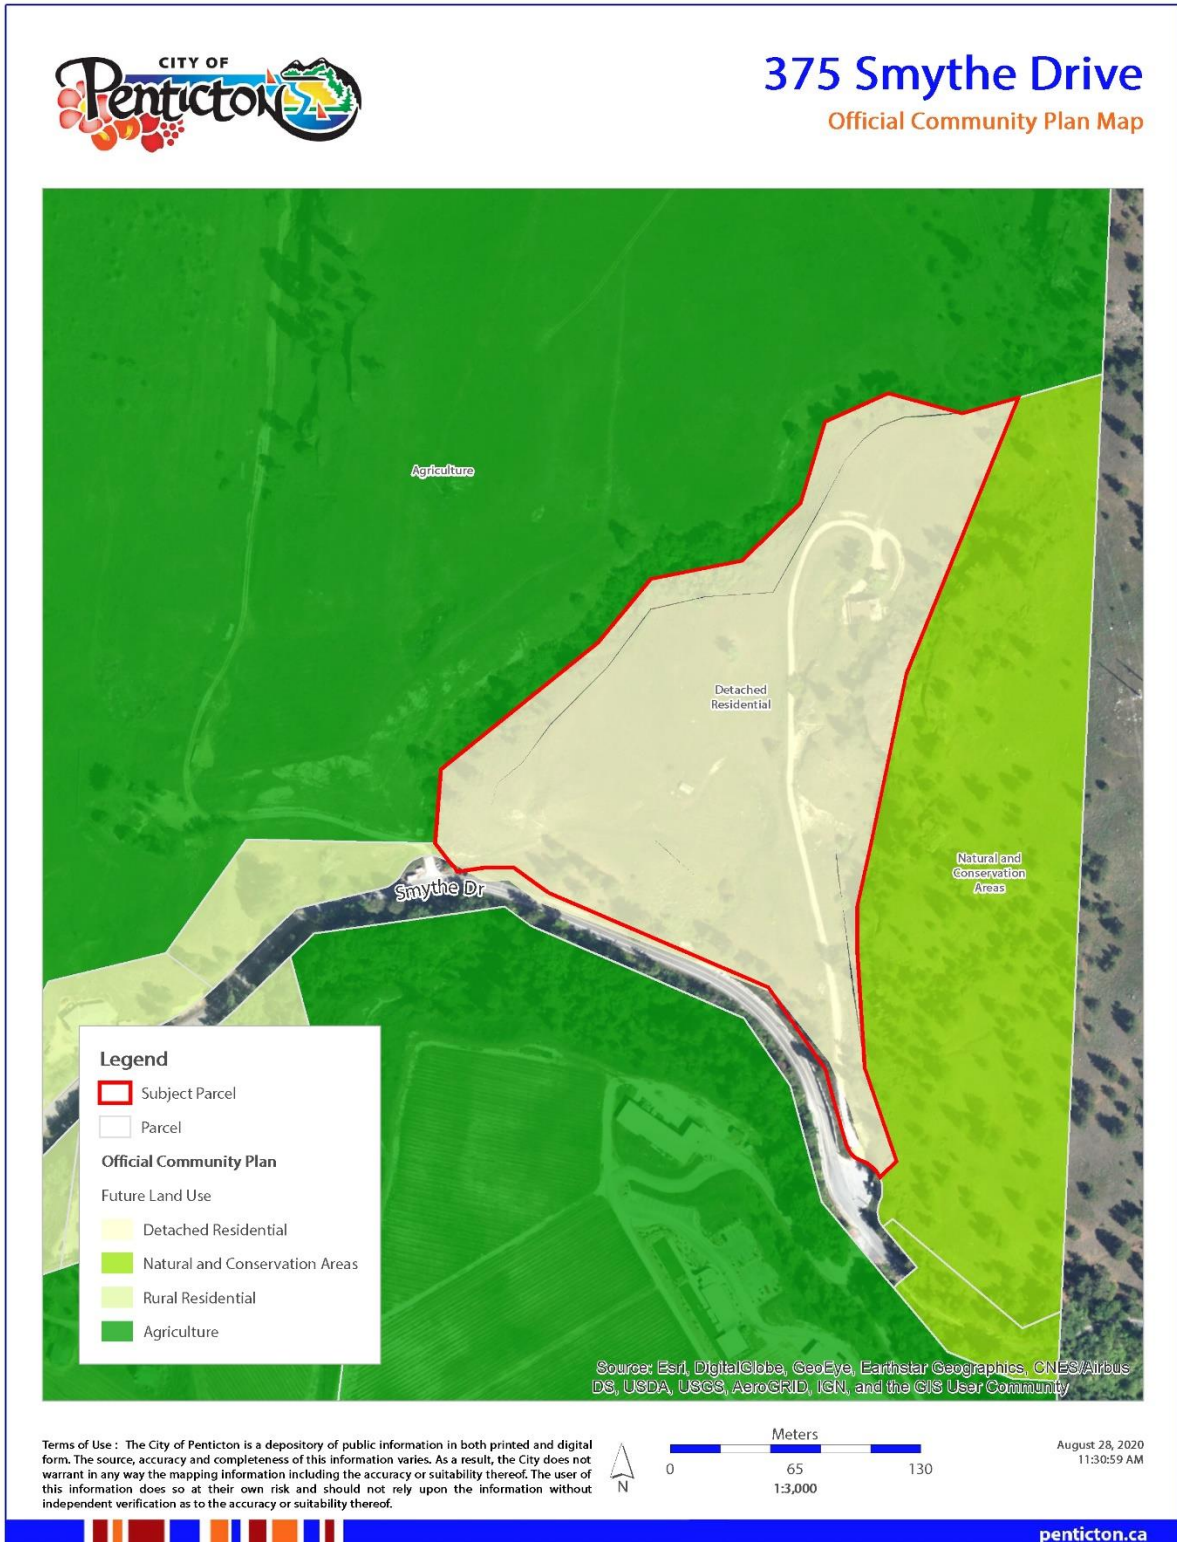 CITY OF
Penticton
375 Smythe Drive
Official Community Plan Map
Agriculture
Detached
Residential
Natural and
Conservation
Areas
Smythe Dr
Legend
Subject Parcel
Parcel
Official Community Plan
Future Land Use
Detached Residential
Natural and Conservation Areas
Rural Residential
Agriculture
Source: Esri, DigitalGlobe, GeoEye, Earthstar Geographics, CNES/Airbus
DS, USDA, USGS, AeroGRID, IGN, and the GIS User Community
Terms of Use : The City of Penticton is a depository of public information in both printed and digital
form. The source, accuracy and completeness of this information varies. As a result, the City does not
warrant in any way the mapping information including the accuracy or suitability thereof. The user of
this information does so at their own risk and should not rely upon the information without
independent verification as to the accuracy or suitability thereof.
N
Meters
0 65 130
1:3,000
August 28, 2020
11:30:59 AM
penticton.ca